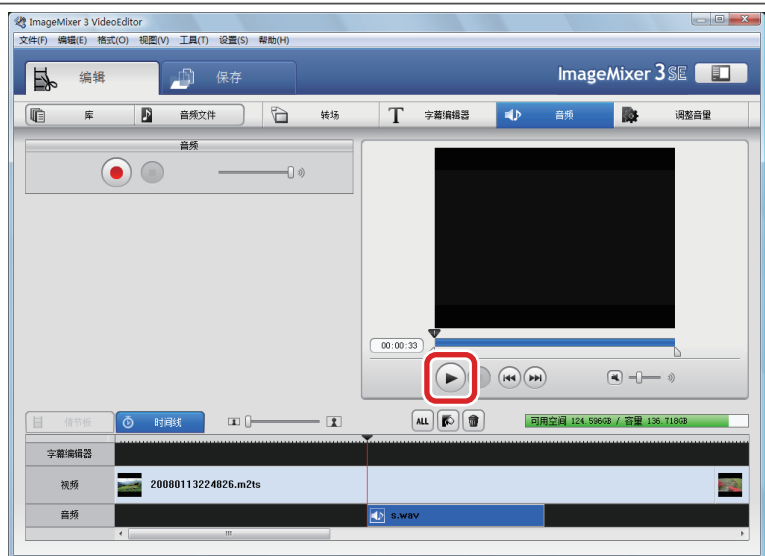 ImageMixer 3 VideoEditor
文件(F) 编辑(E) 格式(O) 视图(V) 工具(T) 设置(S) 帮助(H)
编辑 保存 ImageMixer 3 SE
库 音频文件 转场 T 字幕编辑器 音频 调整音量
音频
00:00:33
情节板 时间线 ALL 可用空间 124.596GB / 容量 136.718GB
字幕编辑器
视频 20080113224826.m2ts
音频 s.wav